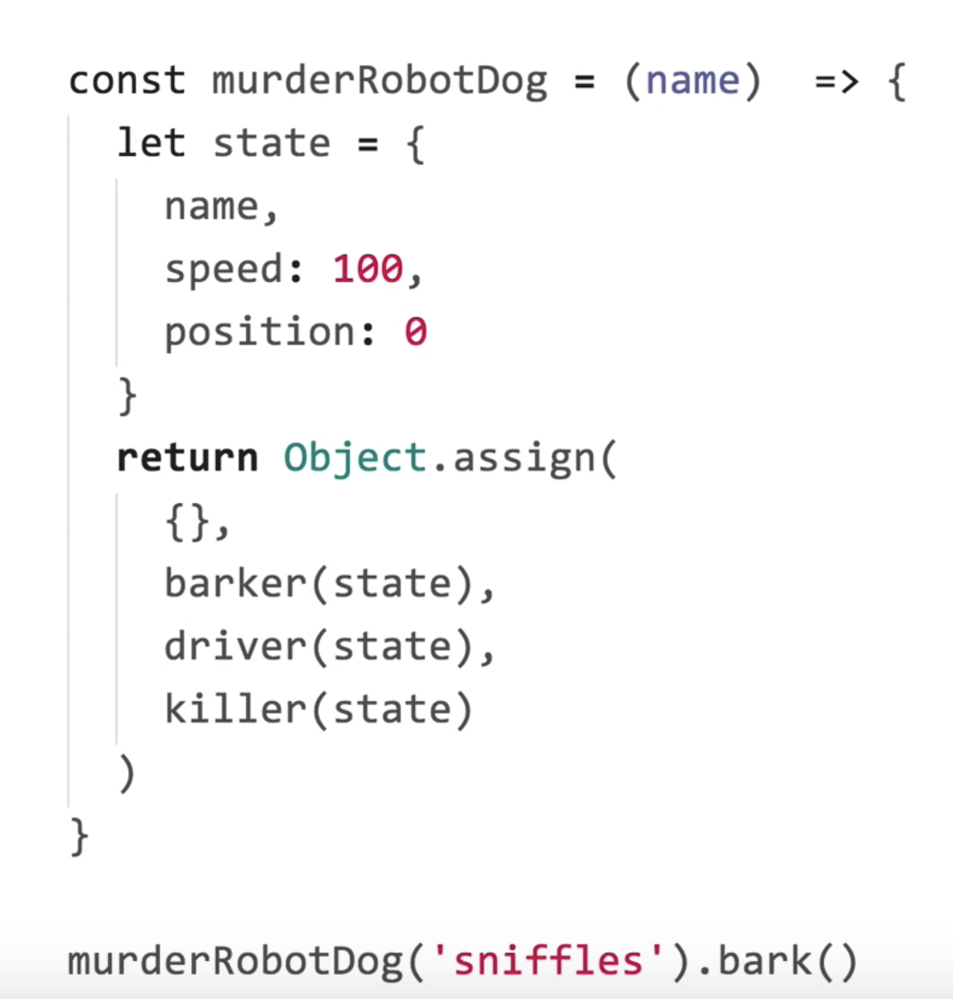 const murderRobotDog = (name)  => {
  let state = {
    name,
    speed: 100,
    position: 0
  }
  return Object.assign(
    {},
    barker(state),
    driver(state),
    killer(state)
  )
}
murderRobotDog('sniffles').bark()